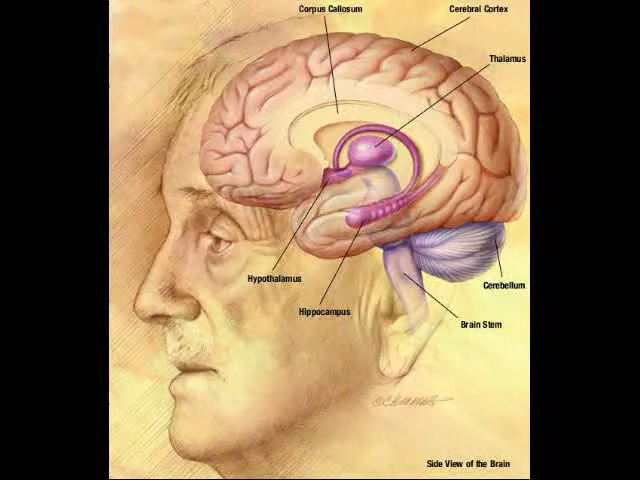 Corpus Callosum
Cerebral Cortex
Thalamus
Hypothalamus
Hippocampus
Cerebellum
Brain Stem
Side View of the Brain